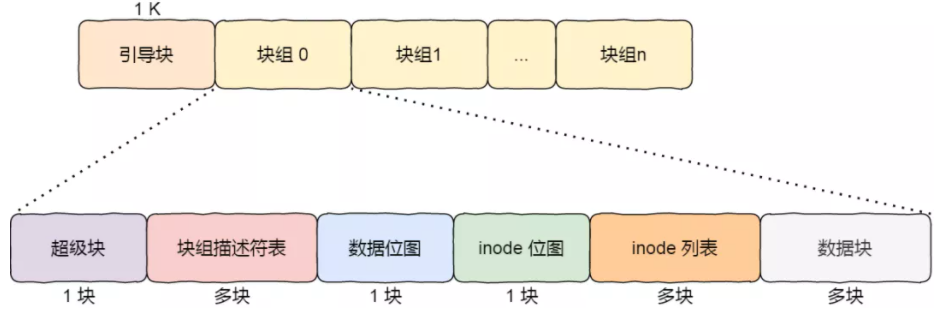 1 K
引导块 块组 0 块组1 ... 块组n
超级块 块组描述符表 数据位图 inode 位图 inode 列表 数据块
1 块 多块 1 块 1 块 多块 多块